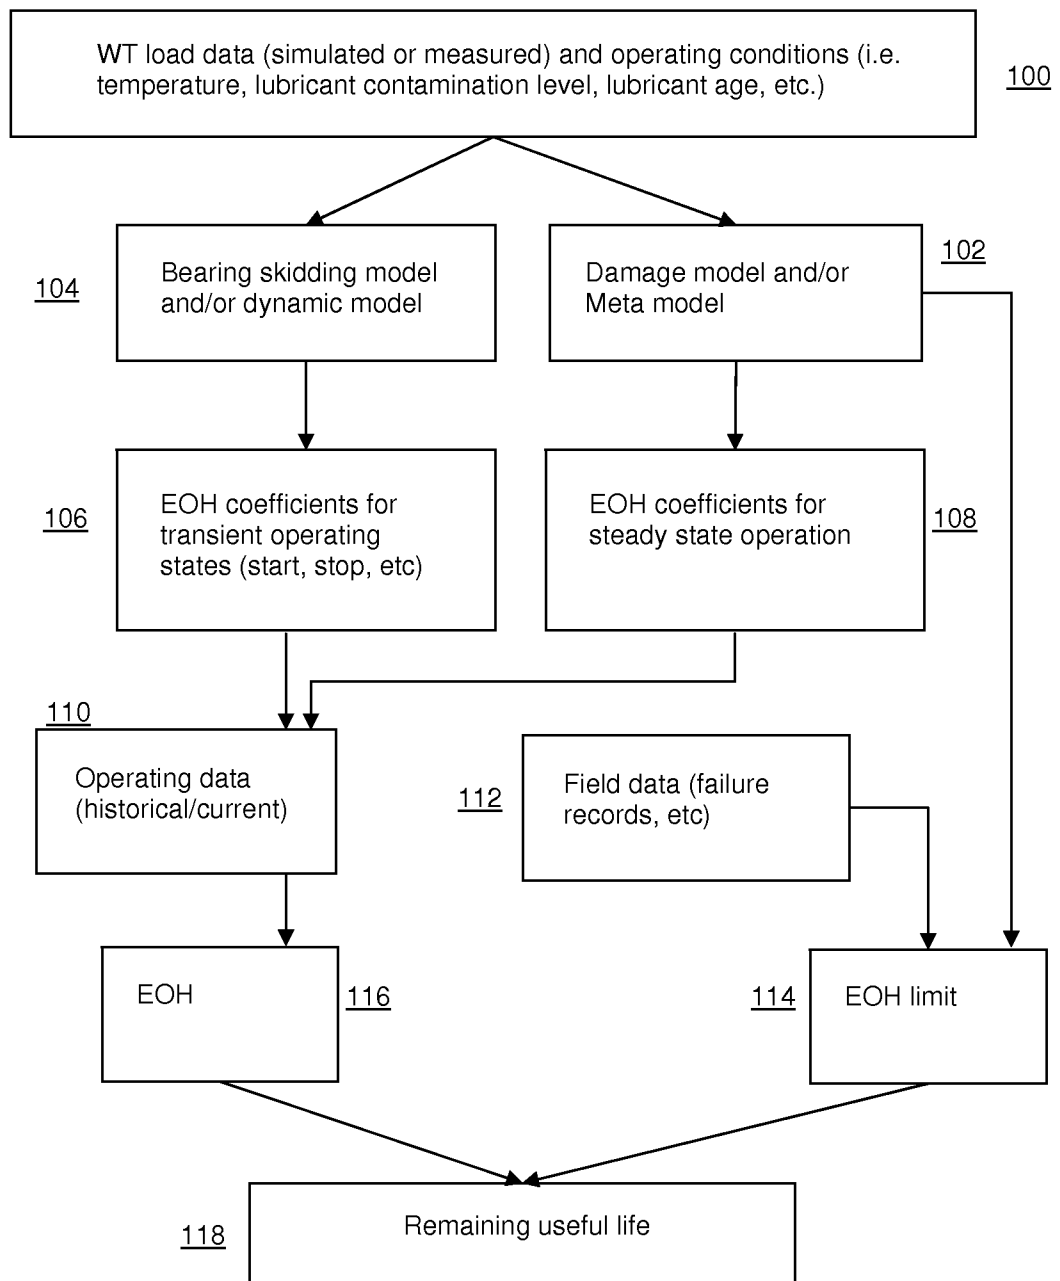 WT load data (simulated or measured) and operating conditions (i.e.
temperature, lubricant contamination level, lubricant age, etc.)
100
104
Bearing skidding model
and/or dynamic model
Damage model and/or
Meta model
102
106
EOH coefficients for
transient operating
states (start, stop, etc)
EOH coefficients for
steady state operation
108
110
Operating data
(historical/current)
112
Field data (failure
records, etc)
EOH
116
114
EOH limit
118
Remaining useful life